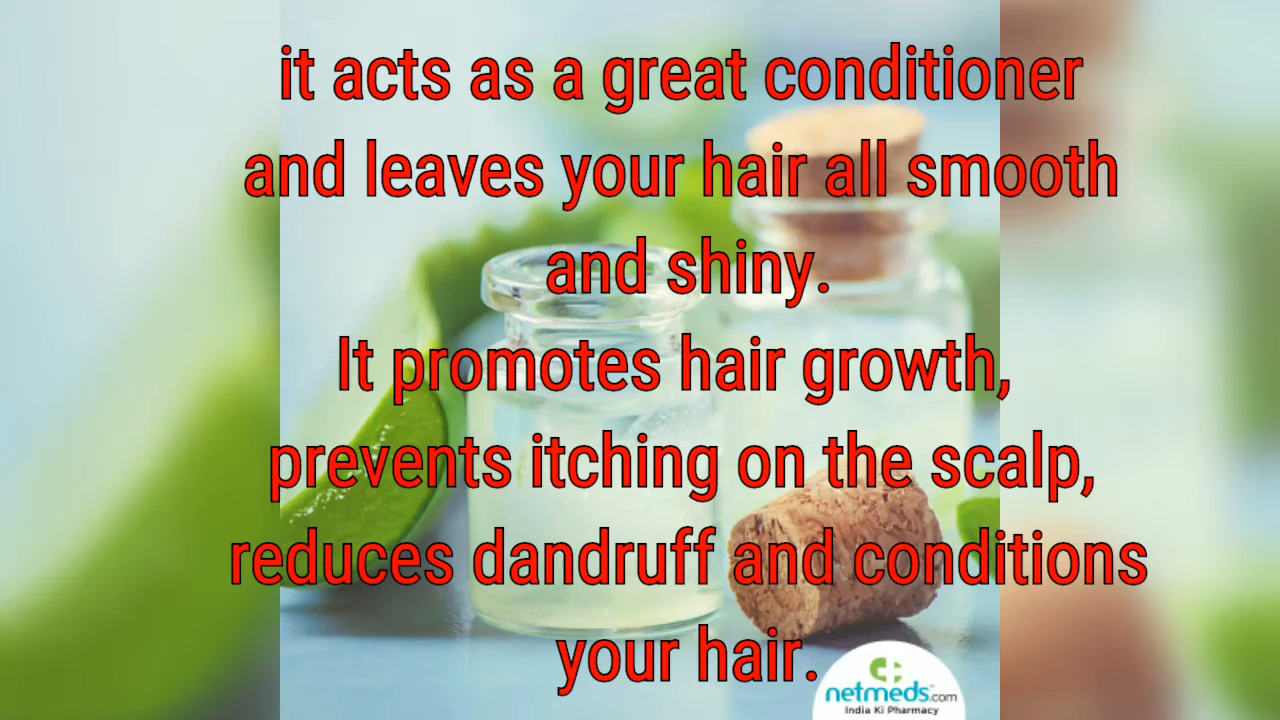 it acts as a great conditioner
and leaves your hair all smooth
and shiny.
It promotes hair growth,
prevents itching on the scalp,
reduces dandruff and conditions
your hair.
netmeds.com
India Ki Pharmacy